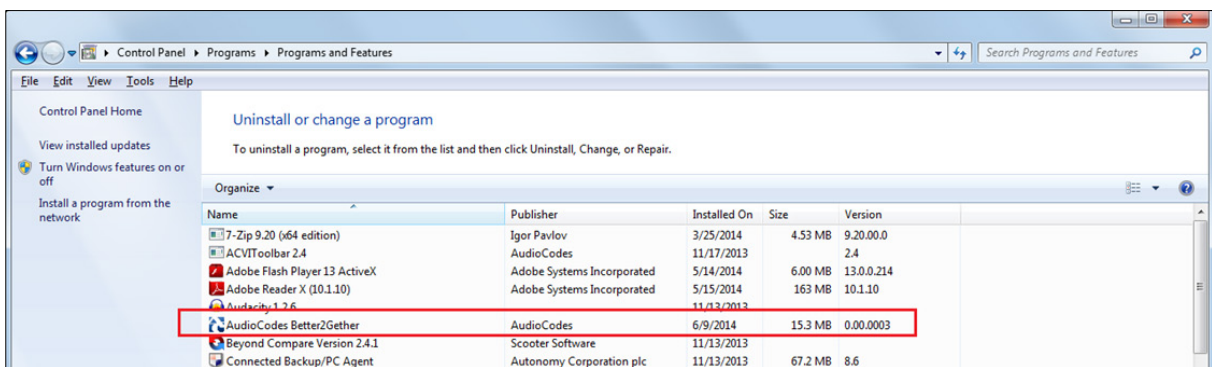 Control Panel Programs Programs and Features Search Programs and Features
File Edit View Tools Help
Control Panel Home
View installed updates
Turn Windows features on or
off
Install a program from the
network
Uninstall or change a program
To uninstall a program, select it from the list and then click Uninstall, Change, or Repair.
Organize
Name Publisher Installed On Size Version
7-Zip 9.20 (x64 edition) Igor Pavlov 3/25/2014 4.53 MB 9.20.00.0
ACVIToolbar 2.4 AudioCodes 11/17/2013 2.4
Adobe Flash Player 13 ActiveX Adobe Systems Incorporated 5/14/2014 6.00 MB 13.0.0.214
Adobe Reader X (10.1.10) Adobe Systems Incorporated 5/15/2014 163 MB 10.1.10
Audacity 1.2.6 11/13/2013
AudioCodes Better2Gether AudioCodes 6/9/2014 15.3 MB 0.00.0003
Beyond Compare Version 2.4.1 Scooter Software 11/13/2013
Connected Backup/PC Agent Autonomy Corporation plc 11/13/2013 67.2 MB 8.6